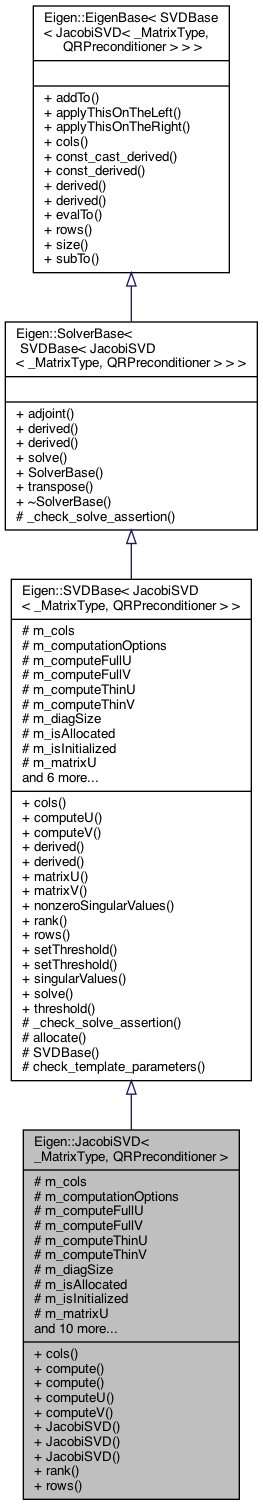 Eigen::EigenBase< SVDBase
< JacobiSVD< _MatrixType,
QRPreconditioner > > >
+ addTo()
+ applyThisOnTheLeft()
+ applyThisOnTheRight()
+ cols()
+ const_cast_derived()
+ const_derived()
+ derived()
+ derived()
+ evalTo()
+ rows()
+ size()
+ subTo()
Eigen::SolverBase<
SVDBase< JacobiSVD
< _MatrixType, QRPreconditioner > > >
+ adjoint()
+ derived()
+ derived()
+ solve()
+ SolverBase()
+ transpose()
+ ~SolverBase()
# _check_solve_assertion()
Eigen::SVDBase< JacobiSVD
< _MatrixType, QRPreconditioner > >
# m_cols
# m_computationOptions
# m_computeFullU
# m_computeFullV
# m_computeThinU
# m_computeThinV
# m_diagSize
# m_isAllocated
# m_isInitialized
# m_matrixU
and 6 more...
+ cols()
+ computeU()
+ computeV()
+ derived()
+ derived()
+ matrixU()
+ matrixV()
+ nonzeroSingularValues()
+ rank()
+ rows()
+ setThreshold()
+ setThreshold()
+ singularValues()
+ solve()
+ threshold()
# _check_solve_assertion()
# allocate()
# SVDBase()
# check_template_parameters()
Eigen::JacobiSVD<
_MatrixType, QRPreconditioner >
# m_cols
# m_computationOptions
# m_computeFullU
# m_computeFullV
# m_computeThinU
# m_computeThinV
# m_diagSize
# m_isAllocated
# m_isInitialized
# m_matrixU
and 10 more...
+ cols()
+ compute()
+ compute()
+ computeU()
+ computeV()
+ JacobiSVD()
+ JacobiSVD()
+ JacobiSVD()
+ rank()
+ rows()